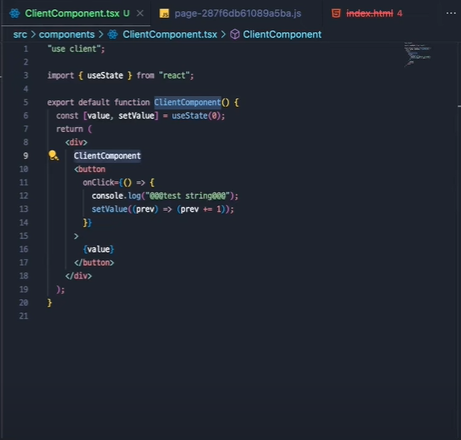 ClientComponent.tsx U × page-287f6db61089a5ba.js index.html 4 ...
src > components > ClientComponent.tsx > ClientComponent
1 "use client";
2
3 import { useState } from "react";
4
5 export default function ClientComponent() {
6 const [value, setValue] = useState(0);
7 return (
8 <div>
9 ClientComponent
10 <button
11 onClick={() => {
12 console.log("@@@test string@@@");
13 setValue((prev) => (prev += 1));
14 }}
15 >
16 {value}
17 </button>
18 </div>
19 );
20 }
21